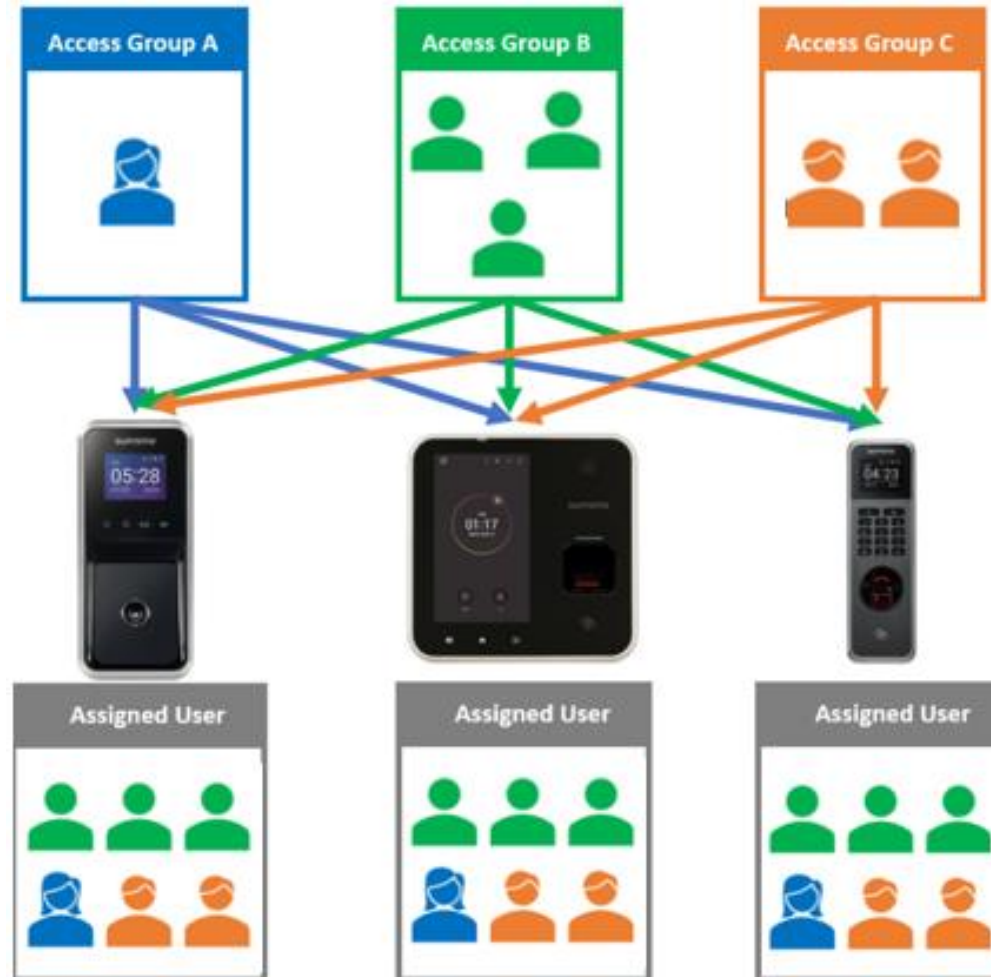 Access Group A
Access Group B
Access Group C
05:28
01:17
04:23
Assigned User
Assigned User
Assigned User